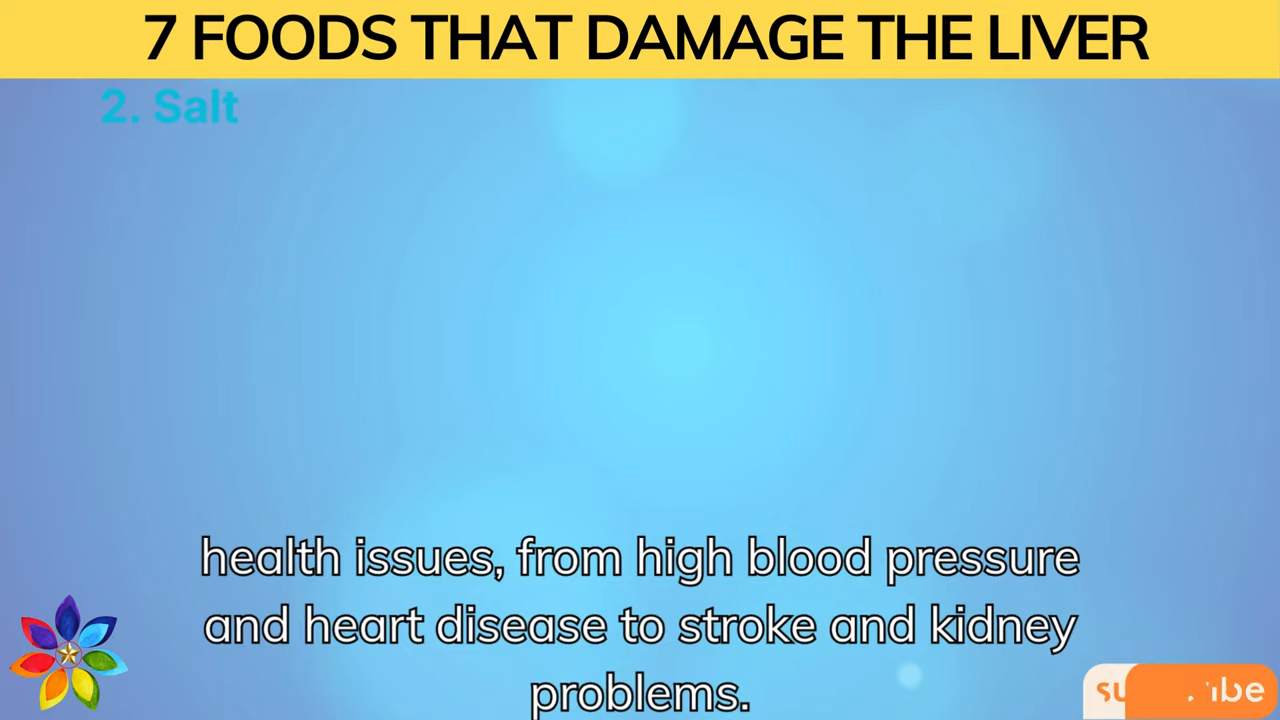 7 FOODS THAT DAMAGE THE LIVER
2. Salt
health issues, from high blood pressure
and heart disease to stroke and kidney
problems.